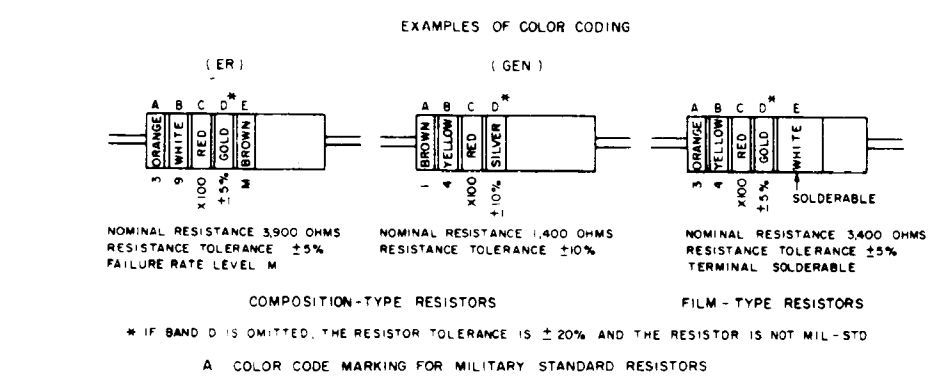 EXAMPLES OF COLOR CODING
(ER) (GEN)
A B C D* E A B C D* A B C D* E
ORANGE WHITE RED GOLD BROWN BROWN YELLOW RED SILVER ORANGE YELLOW RED GOLD WHITE
3 9 X100 ±5% M 1 4 X100 ±10% 3 4 X100 ±5% SOLDERABLE
NOMINAL RESISTANCE 3,900 OHMS
RESISTANCE TOLERANCE ±5%
FAILURE RATE LEVEL M
NOMINAL RESISTANCE 1,400 OHMS
RESISTANCE TOLERANCE ±10%
NOMINAL RESISTANCE 3,400 OHMS
RESISTANCE TOLERANCE ±5%
TERMINAL SOLDERABLE
COMPOSITION-TYPE RESISTORS
FILM-TYPE RESISTORS
* IF BAND D IS OMITTED, THE RESISTOR TOLERANCE IS ±20% AND THE RESISTOR IS NOT MIL-STD
A COLOR CODE MARKING FOR MILITARY STANDARD RESISTORS